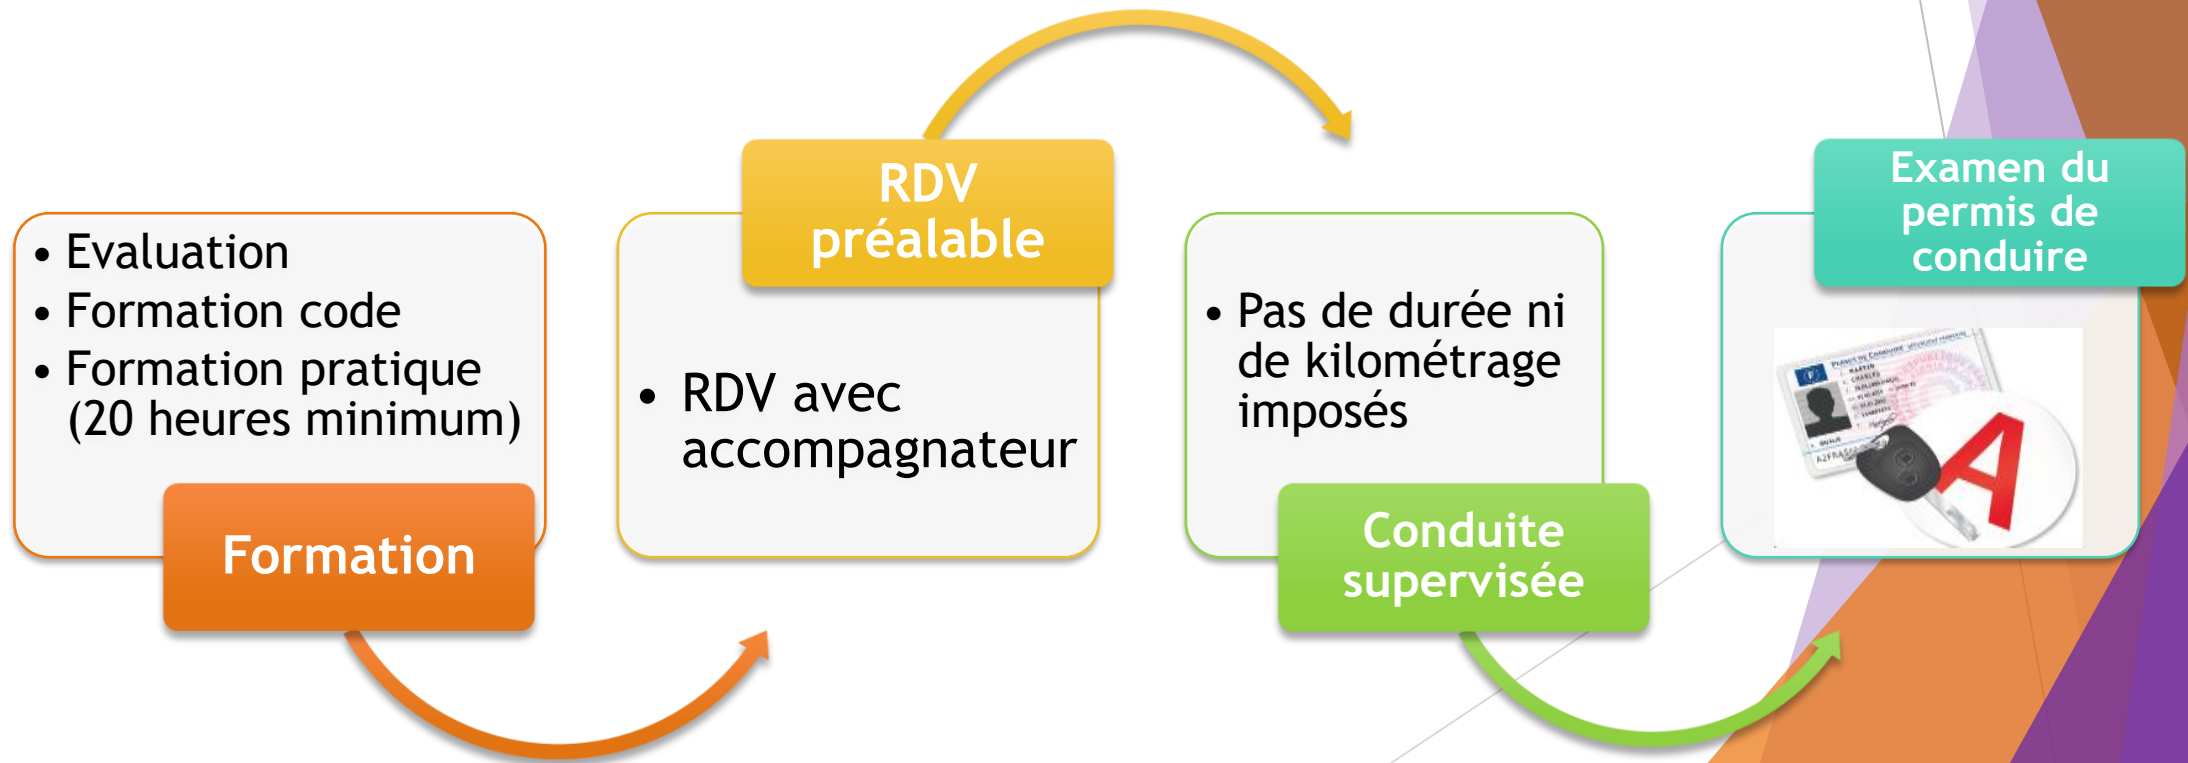 • Evaluation
• Formation code
• Formation pratique
(20 heures minimum)
Formation
RDV
préalable
• RDV avec
accompagnateur
• Pas de durée ni
de kilométrage
imposés
Conduite
supervisée
Examen du
permis de
conduire
MARTIN
A